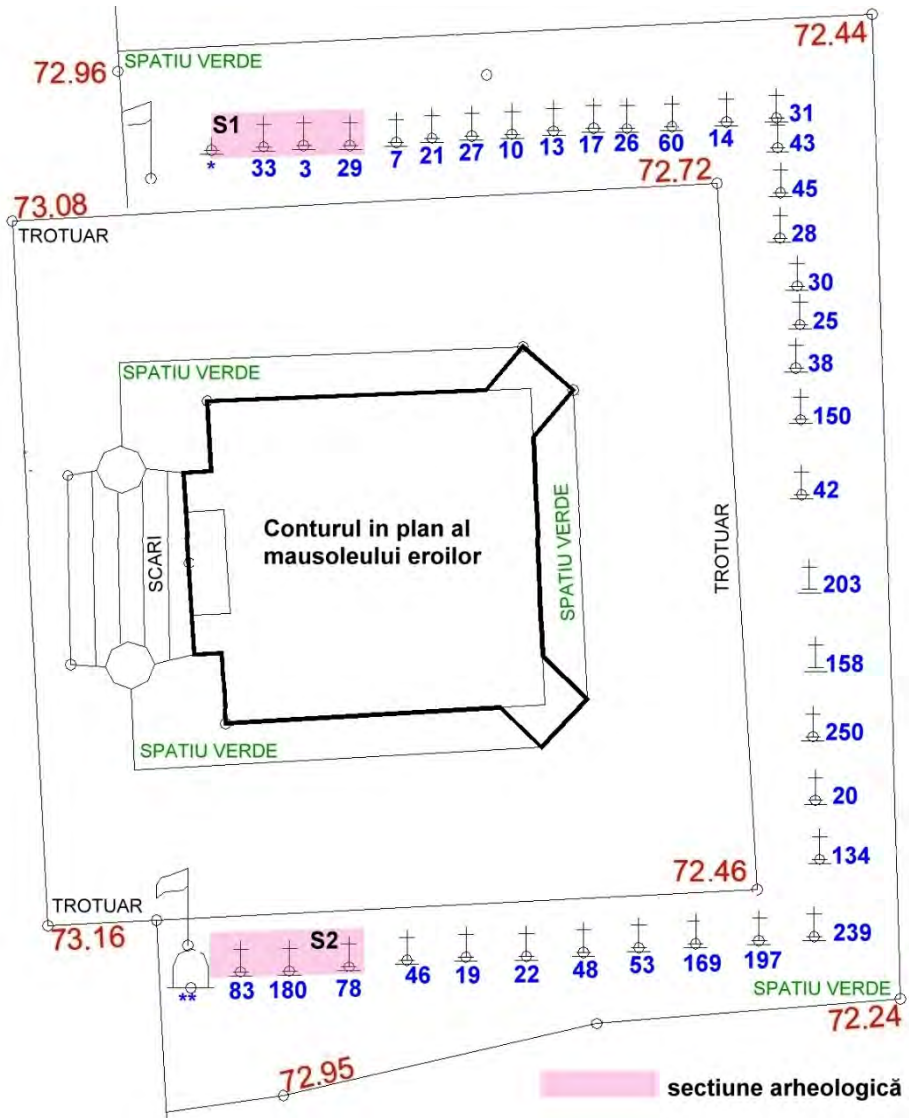 72.44
SPATIU VERDE
72.96
S1
* 33 3 29 7 21 27 10 13 17 26 60 14 31
43
45
72.72
73.08
TROTUAR
28
30
25
38
SPATIU VERDE
150
42
Conturul in plan al
mausoleului eroilor
SCARI
SPATIU VERDE
TROTUAR
203
158
250
SPATIU VERDE
20
134
72.46
TROTUAR
73.16
S2
239
** 83 180 78 46 19 22 48 53 169 197
SPATIU VERDE
72.24
72.95
sectiune arheologică